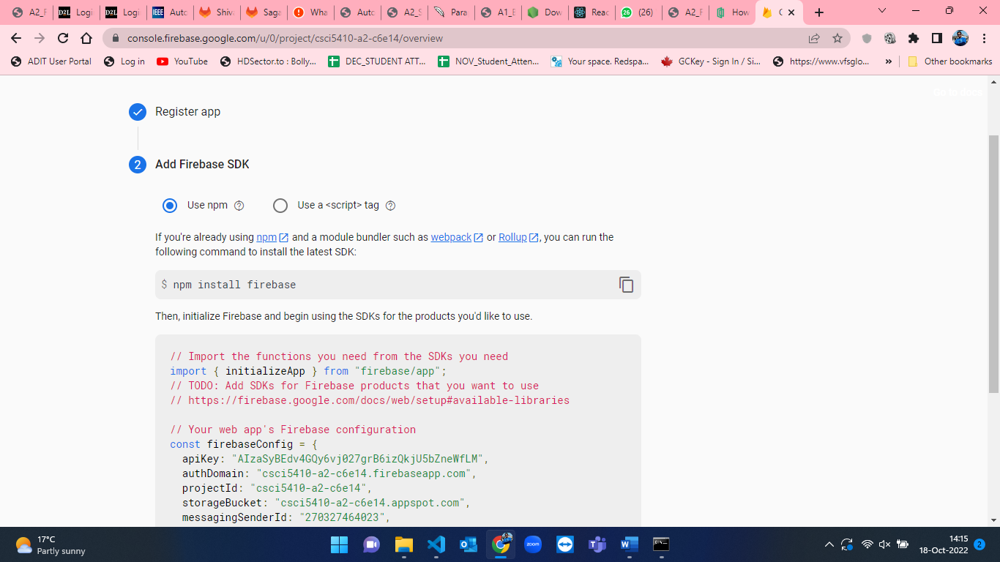 A2_F
Logi
Logi
Auto
Shiva
Saga
Wha
Auto
A2_S
Para
A1_E
Dow
Reac
26 (26)
A2_F
How
console.firebase.google.com/u/0/project/csci5410-a2-c6e14/overview
ADIT User Portal
Log in
YouTube
HDSector.to : Bolly...
DEC_STUDENT ATT...
NOV_Student_Atten...
Your space. Redspa...
GCKey - Sign In / Si...
https://www.vfsglo...
»
Other bookmarks
Go to docs
Register app
2 Add Firebase SDK
Use npm
Use a <script> tag
If you're already using npm and a module bundler such as webpack or Rollup, you can run the
following command to install the latest SDK:
$ npm install firebase
Then, initialize Firebase and begin using the SDKs for the products you'd like to use.
// Import the functions you need from the SDKs you need
import { initializeApp } from "firebase/app";
// TODO: Add SDKs for Firebase products that you want to use
// https://firebase.google.com/docs/web/setup#available-libraries
// Your web app's Firebase configuration
const firebaseConfig = {
apiKey: "AIzaSyBEdv4GQy6vj027grB6izQkjU5bZneWfLM",
authDomain: "csci5410-a2-c6e14.firebaseapp.com",
projectId: "csci5410-a2-c6e14",
storageBucket: "csci5410-a2-c6e14.appspot.com",
messagingSenderId: "270327464023",
17°C
Partly sunny
zoom
14:15
18-Oct-2022
2